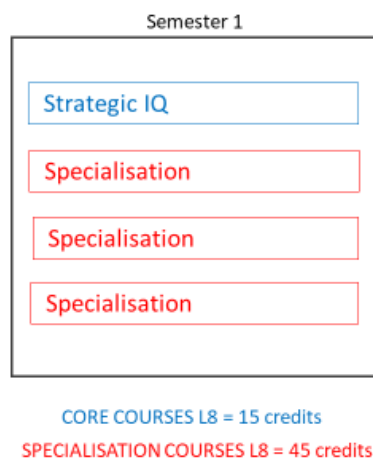 Semester 1
Strategic IQ
Specialisation
Specialisation
Specialisation
CORE COURSES L8 = 15 credits
SPECIALISATION COURSES L8 = 45 credits